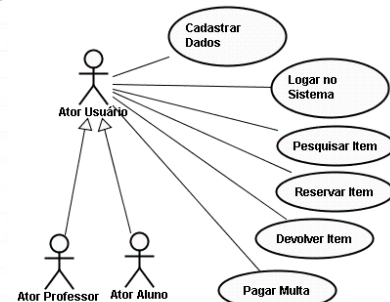 Cadastrar
Dados
Logar no
Sistema
Ator Usuário
Pesquisar Item
Reservar Item
Devolver Item
Pagar Multa
Ator Professor
Ator Aluno